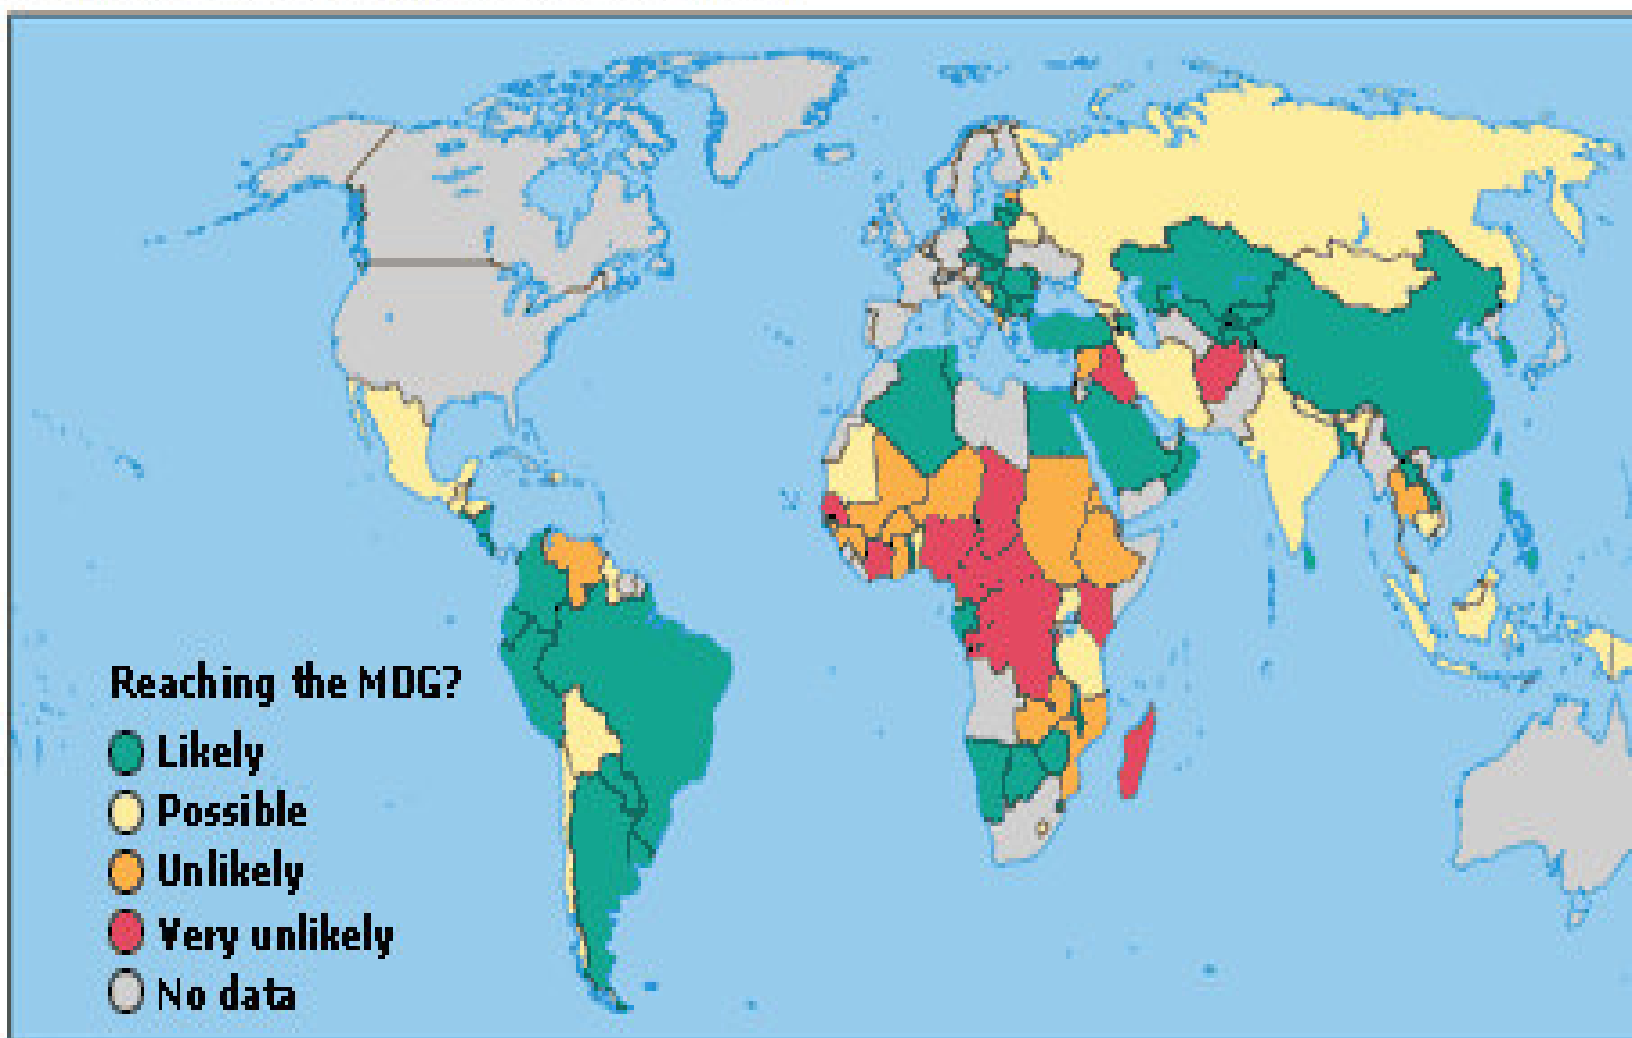 Reaching the MDG?
Likely
Possible
Unlikely
Very unlikely
No data